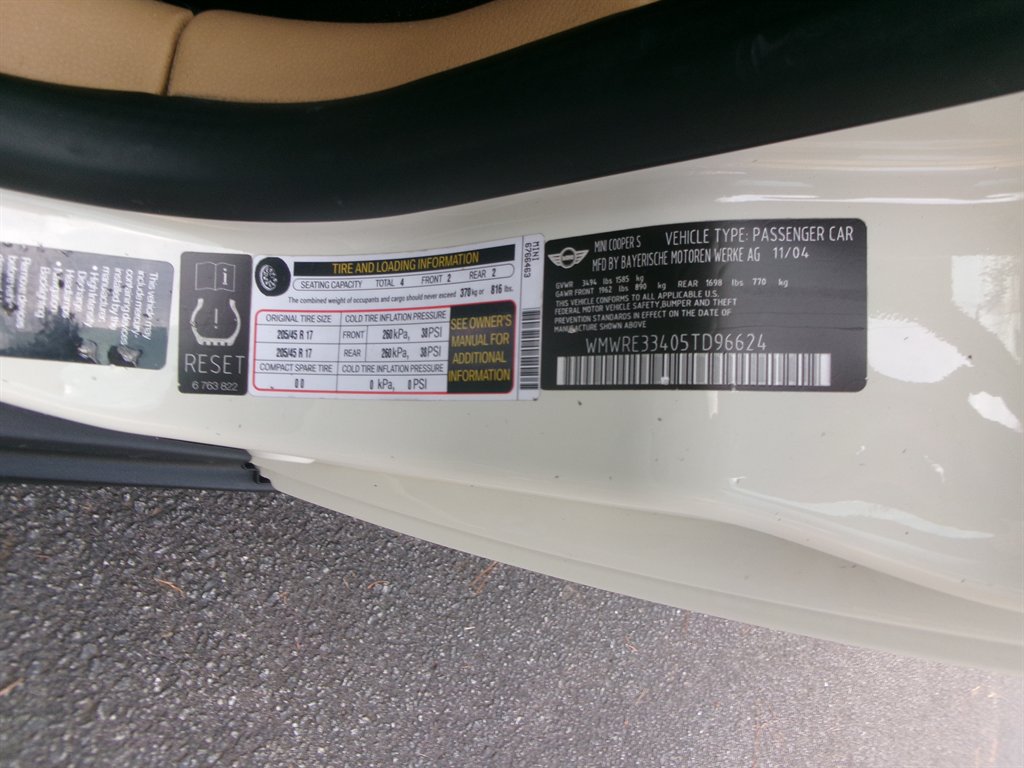 This vehicle may
RESET
6 763 822
TIRE AND LOADING INFORMATION
SEATING CAPACITY TOTAL 4 FRONT 2 REAR 2
The combined weight of occupants and cargo should never exceed 370 kg or 816 lbs.
ORIGINAL TIRE SIZE COLD TIRE INFLATION PRESSURE
205/45 R 17 FRONT 260 kPa, 38 PSI
205/45 R 17 REAR 260 kPa, 38 PSI
COMPACT SPARE TIRE COLD TIRE INFLATION PRESSURE
0 0 0 kPa, 0 PSI
SEE OWNER'S
MANUAL FOR
ADDITIONAL
INFORMATION
MINI 6766463
MINI
MINI COOPER S VEHICLE TYPE: PASSENGER CAR
MFD BY BAYERISCHE MOTOREN WERKE AG 11/04
GVWR 3494 lbs 1585 kg
GAWR FRONT 1962 lbs 890 kg REAR 1698 lbs 770 kg
THIS VEHICLE CONFORMS TO ALL APPLICABLE U.S.
FEDERAL MOTOR VEHICLE SAFETY, BUMPER AND THEFT
PREVENTION STANDARDS IN EFFECT ON THE DATE OF
MANUFACTURE SHOWN ABOVE.
WMWRE33405TD96624